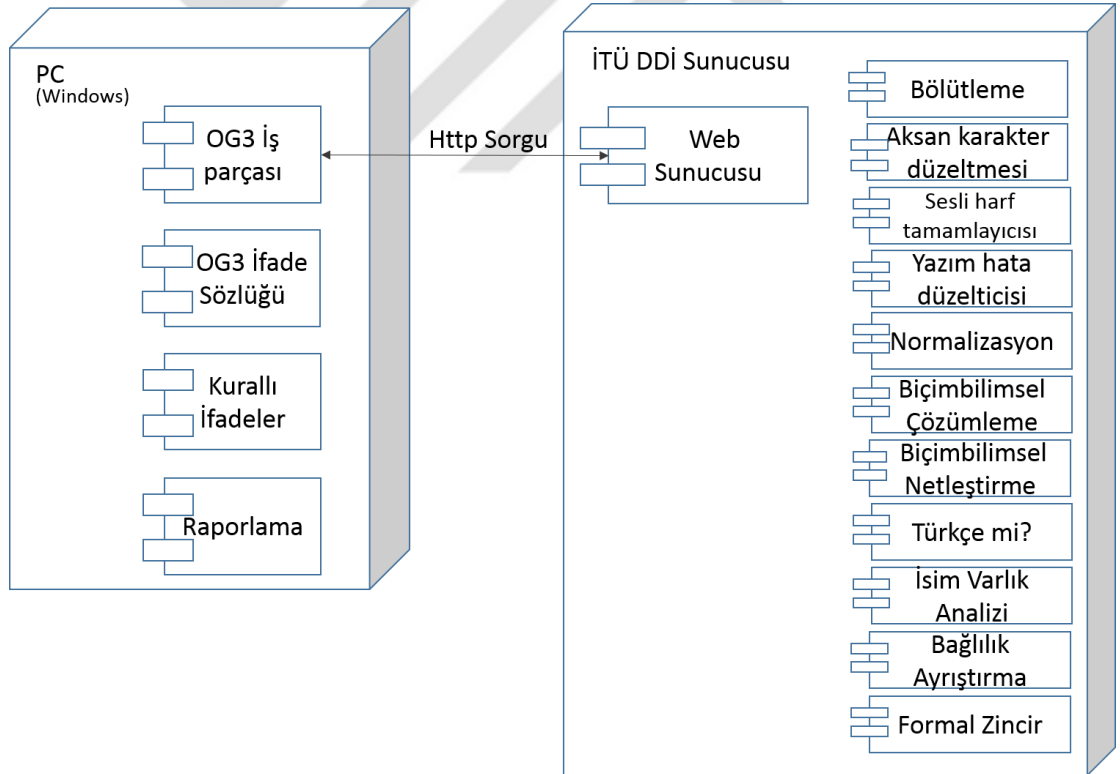 PC
(Windows)
OG3 İş
parçası
OG3 İfade
Sözlüğü
Kurallı
İfadeler
Raporlama
Http Sorgu
İTÜ DDİ Sunucusu
Web
Sunucusu
Bölütleme
Aksan karakter
düzeltmesi
Sesli harf
tamamlayıcısı
Yazım hata
düzelticisi
Normalizasyon
Biçimbilimsel
Çözümleme
Biçimbilimsel
Netleştirme
Türkçe mi?
İsim Varlık
Analizi
Bağlılık
Ayrıştırma
Formal Zincir